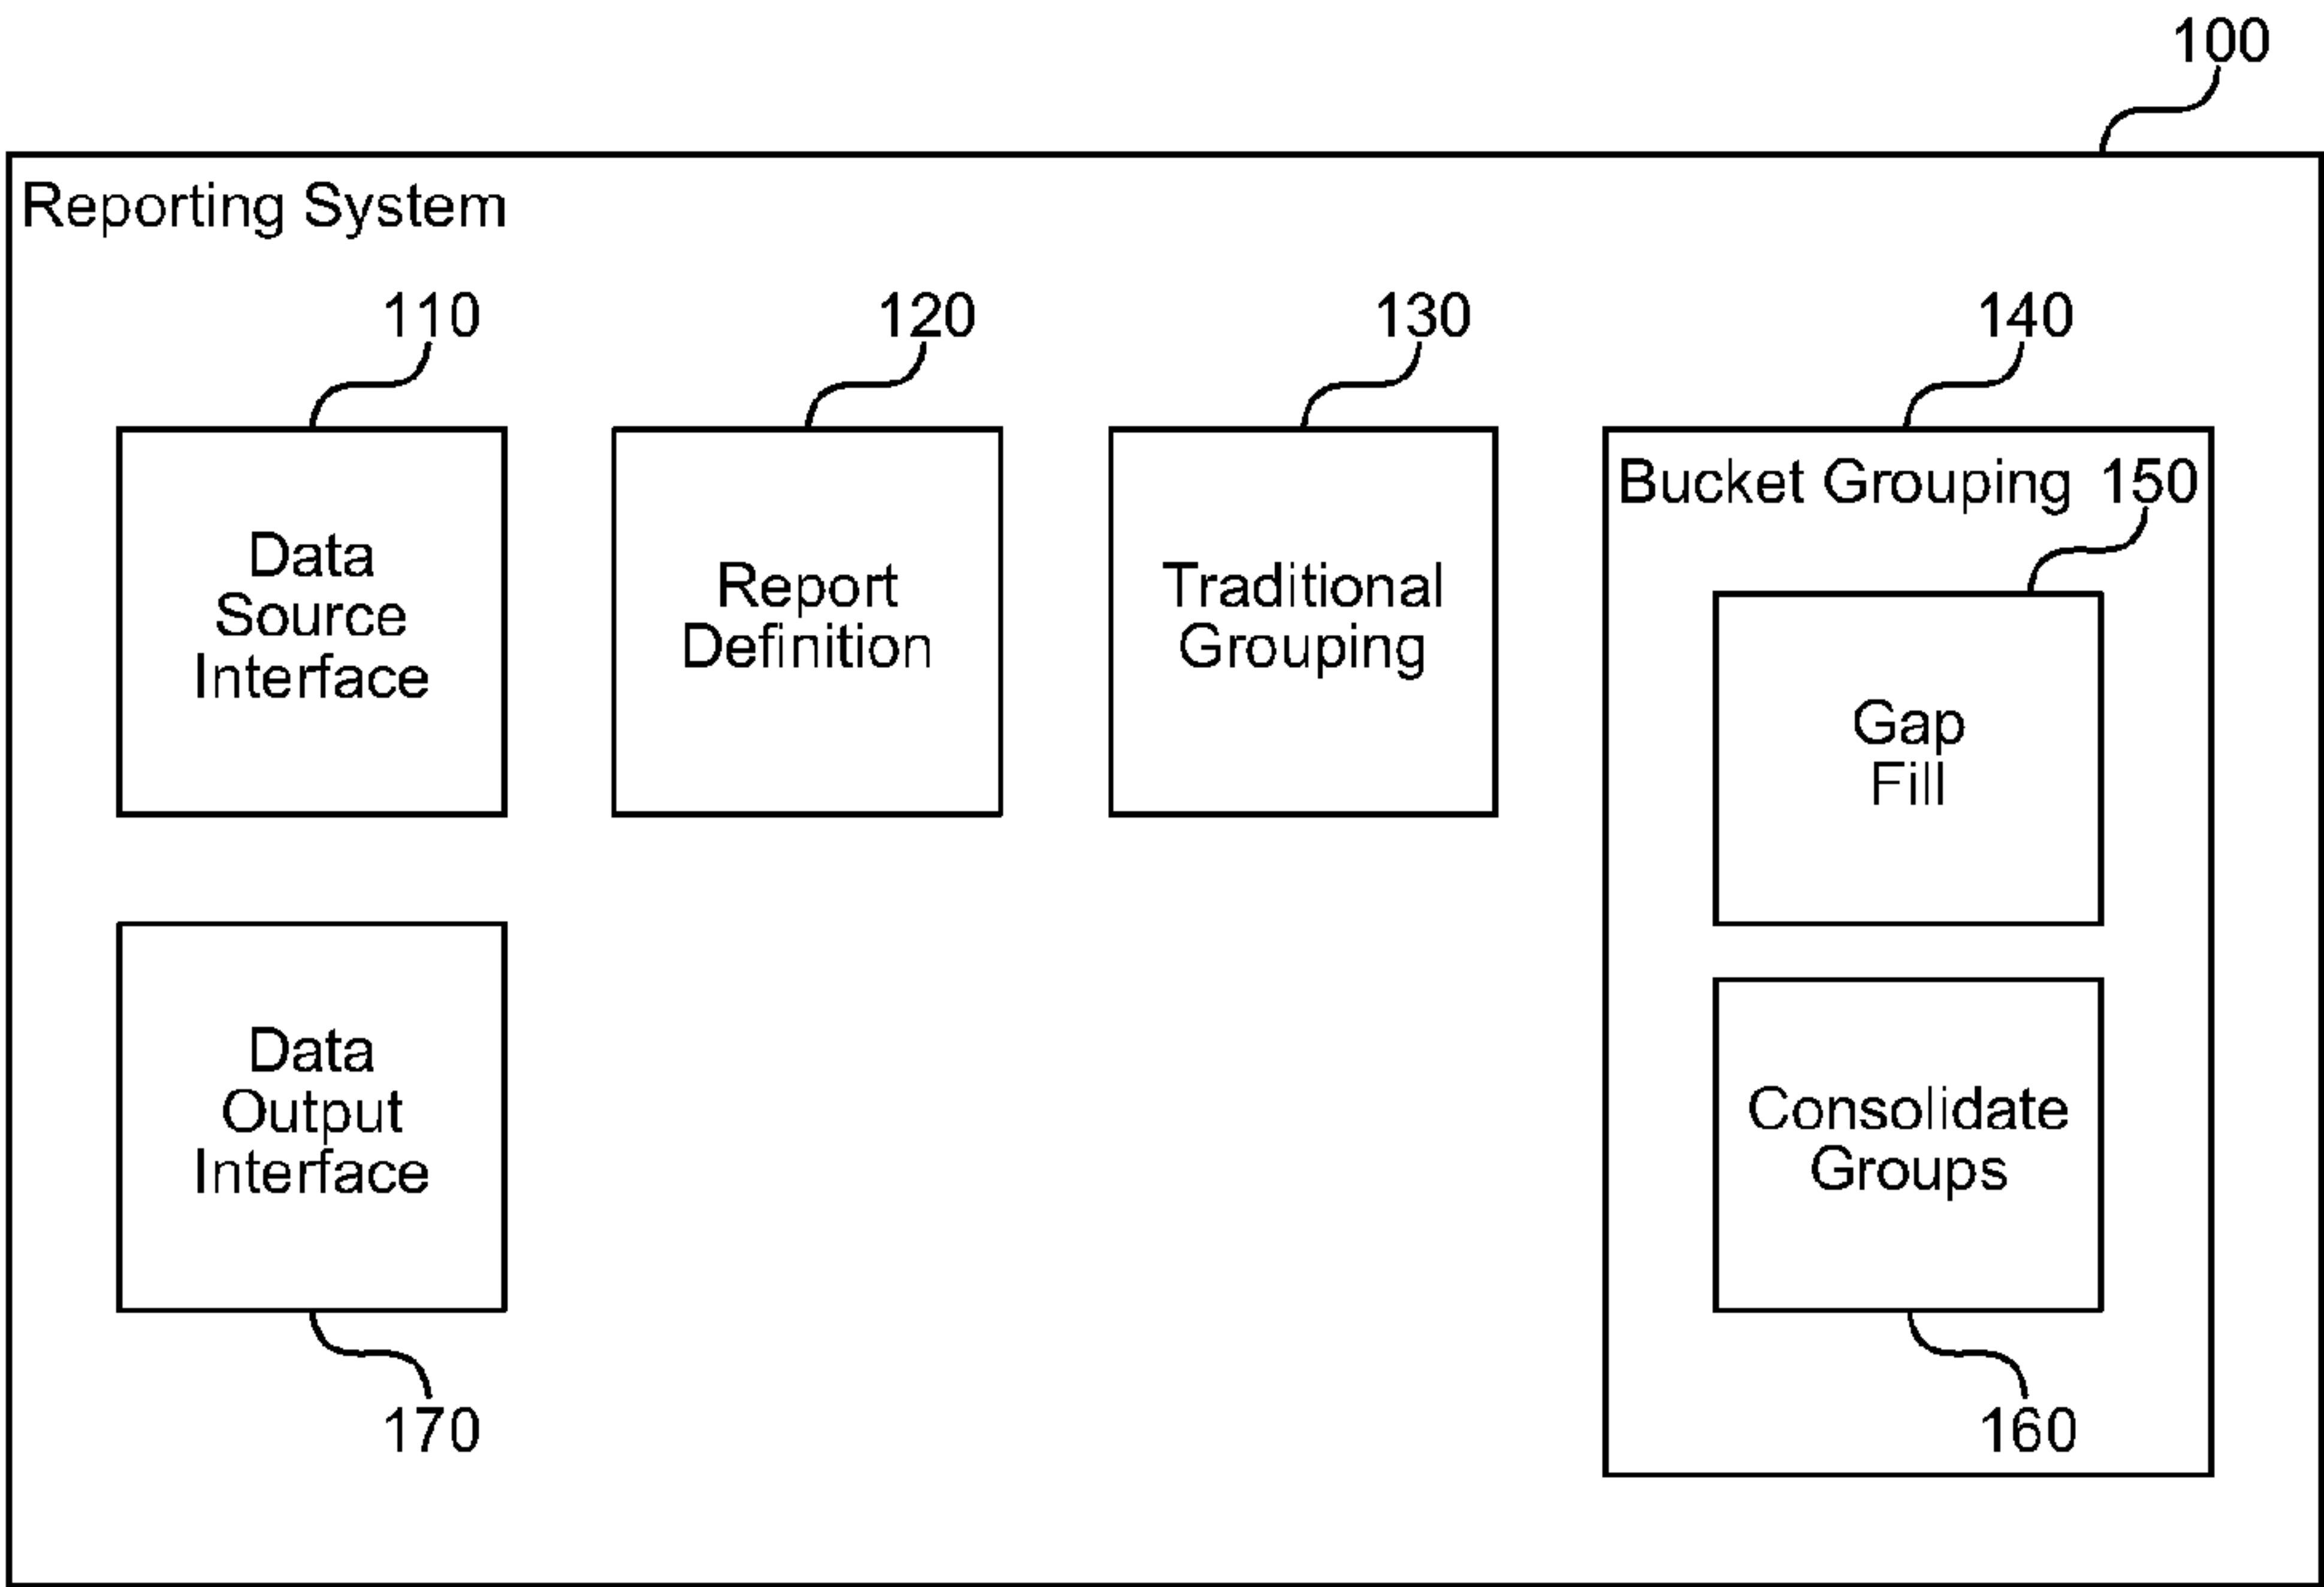 100
Reporting System
110
120
130
140
Data
Source
Interface
Report
Definition
Traditional
Grouping
Bucket Grouping 150
Gap
Fill
Data
Output
Interface
Consolidate
Groups
170
160